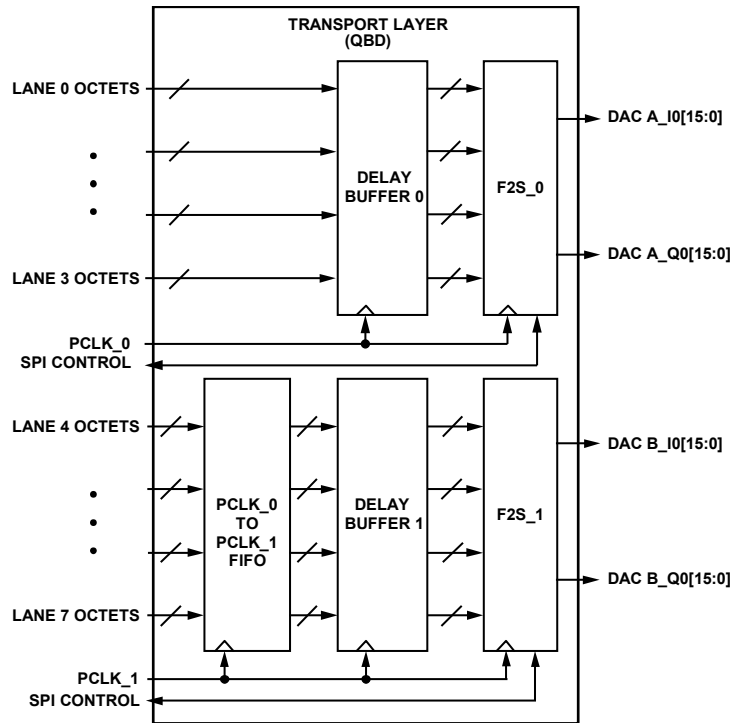 TRANSPORT LAYER
(QBD)
LANE 0 OCTETS
LANE 3 OCTETS
DELAY
BUFFER 0
F2S_0
DAC A_I0[15:0]
DAC A_Q0[15:0]
PCLK_0
SPI CONTROL
LANE 4 OCTETS
LANE 7 OCTETS
PCLK_0
TO
PCLK_1
FIFO
DELAY
BUFFER 1
F2S_1
DAC B_I0[15:0]
DAC B_Q0[15:0]
PCLK_1
SPI CONTROL